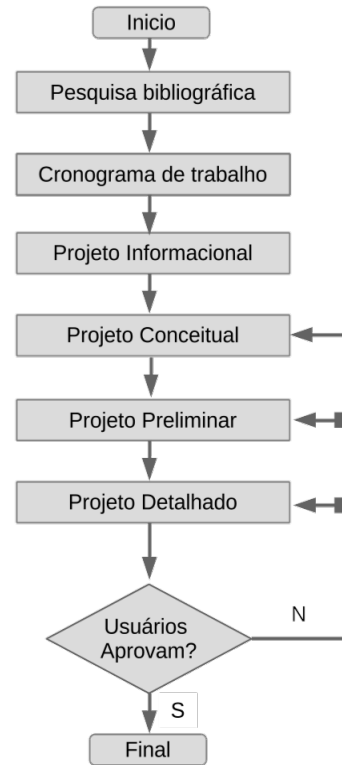 Inicio
Pesquisa bibliográfica
Cronograma de trabalho
Projeto Informacional
Projeto Conceitual
Projeto Preliminar
Projeto Detalhado
Usuários
Aprovam?
N
S
Final